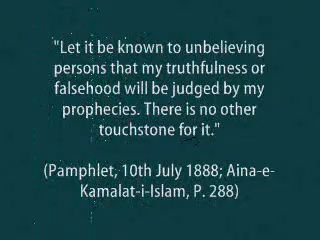 "Let it be known to unbelieving
persons that my truthfulness or
falsehood will be judged by my
prophecies. There is no other
touchstone for it."
(Pamphlet, 10th July 1888; Aina-e-
Kamalat-i-Islam, P. 288)